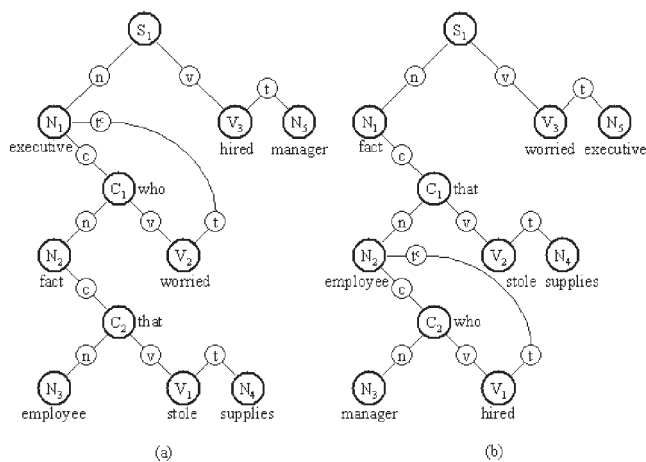 S1 S1
n v t n v t
N1 tc V3 N5 N1 V3 N5
executive hired manager fact worried executive
c c
C1 who C1 that
n v t n v t
N2 V2 N2 tc V2 N4
fact worried employee stole supplies
c c
C2 that C2 who
n v t n v t
N3 V1 N4 N3 V1
employee stole supplies manager hired
(a) (b)